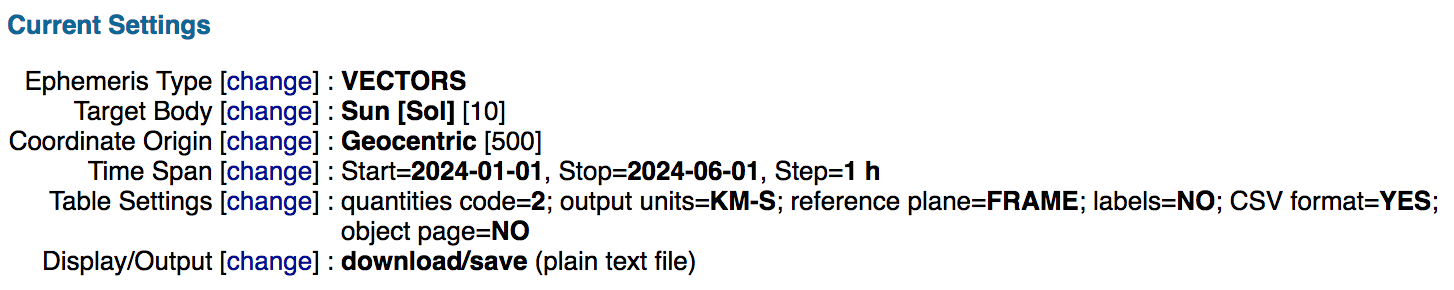 Current Settings
Ephemeris Type [change] : VECTORS
Target Body [change] : Sun [Sol] [10]
Coordinate Origin [change] : Geocentric [500]
Time Span [change] : Start=2024-01-01, Stop=2024-06-01, Step=1 h
Table Settings [change] : quantities code=2; output units=KM-S; reference plane=FRAME; labels=NO; CSV format=YES;
object page=NO
Display/Output [change] : download/save (plain text file)